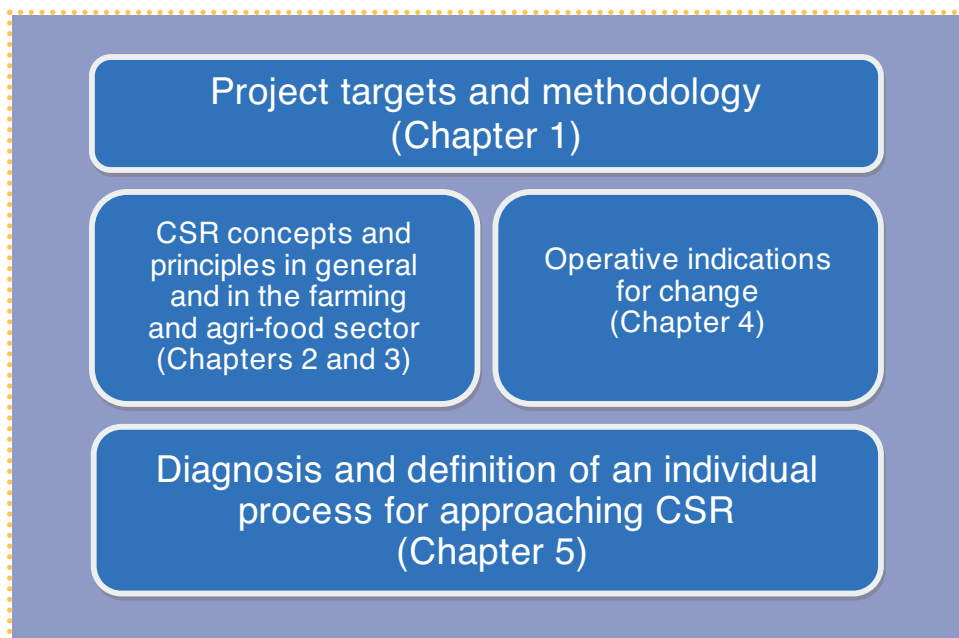 Project targets and methodology
(Chapter 1)
CSR concepts and
principles in general
and in the farming
and agri-food sector
(Chapters 2 and 3)
Operative indications
for change
(Chapter 4)
Diagnosis and definition of an individual
process for approaching CSR
(Chapter 5)